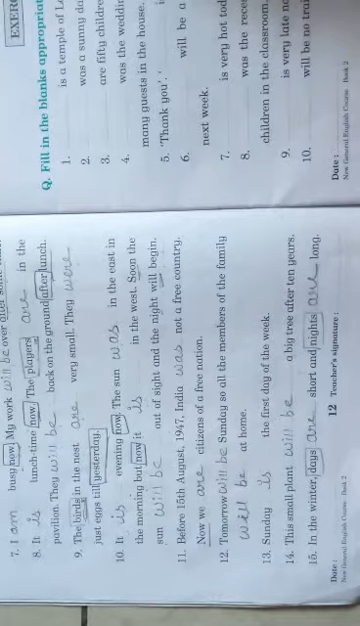 7. I am busy now. My work will be over after some
8. It is lunch-time now. The players are in the
pavilion. They will be back on the ground after lunch.
9. The birds in the nest are very small. They were
just eggs till yesterday.
10. It is evening now. The sun was in the east in
the morning but now it is in the west. Soon the
sun will be out of sight and the night will begin.
11. Before 15th August, 1947, India was not a free country.
Now we are citizens of a free nation.
12. Tomorrow will be Sunday so all the members of the family
will be at home.
13. Sunday is the first day of the week.
14. This small plant will be a big tree after ten years.
15. In the winter, days are short and nights are long.
Date :
12 Teacher's signature :
New General English Course - Book 2
Q. Fill in the blanks
1. is a temple of
2. was a sunny
3. are fifty
4. was the
many guests in the house.
5. 'Thank you', '
6. will be a
next week.
7. is very hot
8. was the
children in the classroom.
9. is very late
10. will be no
Date :
New General English Course - Book 2